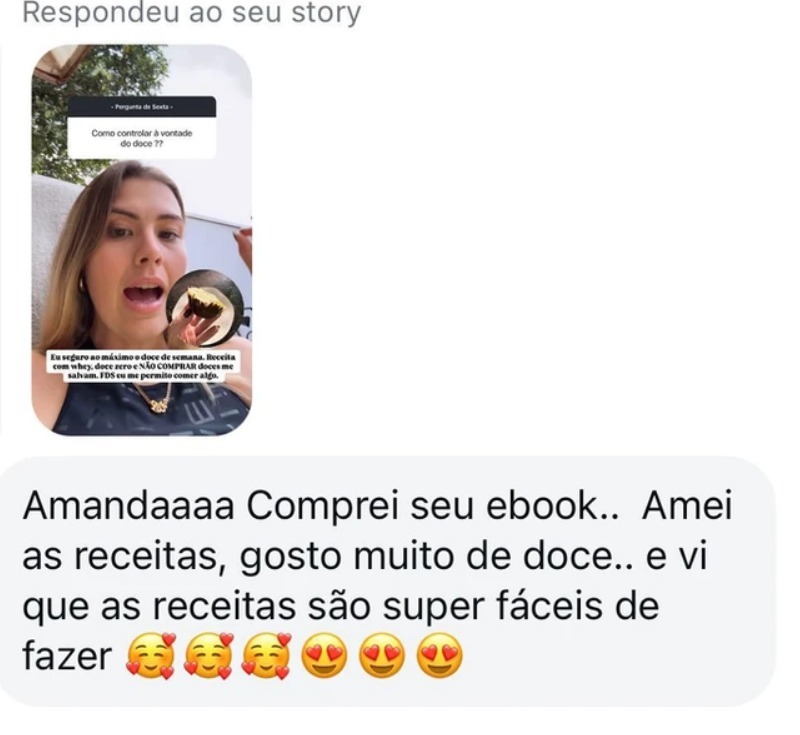 Respondeu ao seu story
- Pergunta de Sexta -
Como controlar à vontade
do doce ??
Eu seguro ao máximo o doce de semana. Receita
com whey, doce zero e NÃO COMPRAR doces me
salvam. FDS eu me permito comer algo.
Amandaaaa Comprei seu ebook.. Amei
as receitas, gosto muito de doce.. e vi
que as receitas são super fáceis de
fazer 🥰🥰🥰😍😍😍